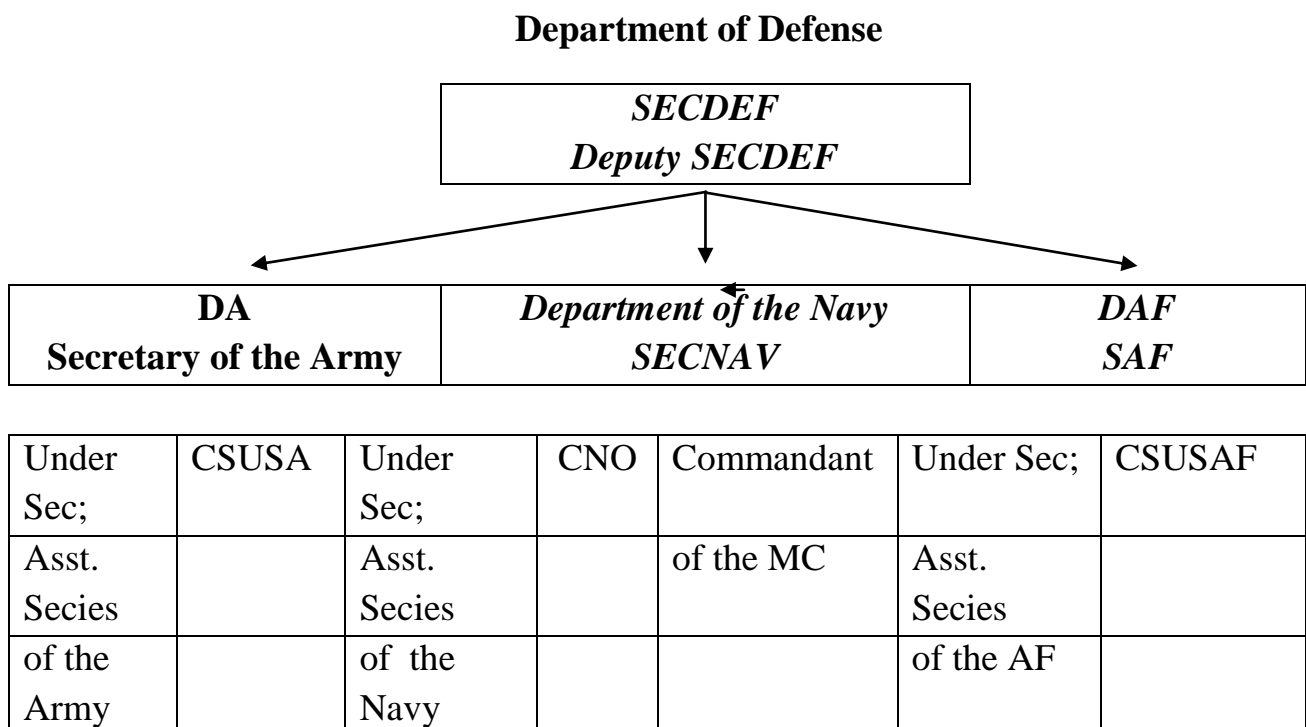 Department of Defense
SECDEF
Deputy SECDEF
DA
Secretary of the Army
Department of the Navy
SECNAV
DAF
SAF
Under
Sec;
CSUSA
Under
Sec;
CNO
Commandant
Under Sec;
CSUSAF
Asst.
Secies
Asst.
Secies
of the MC
Asst.
Secies
of the
Army
of the
Navy
of the AF